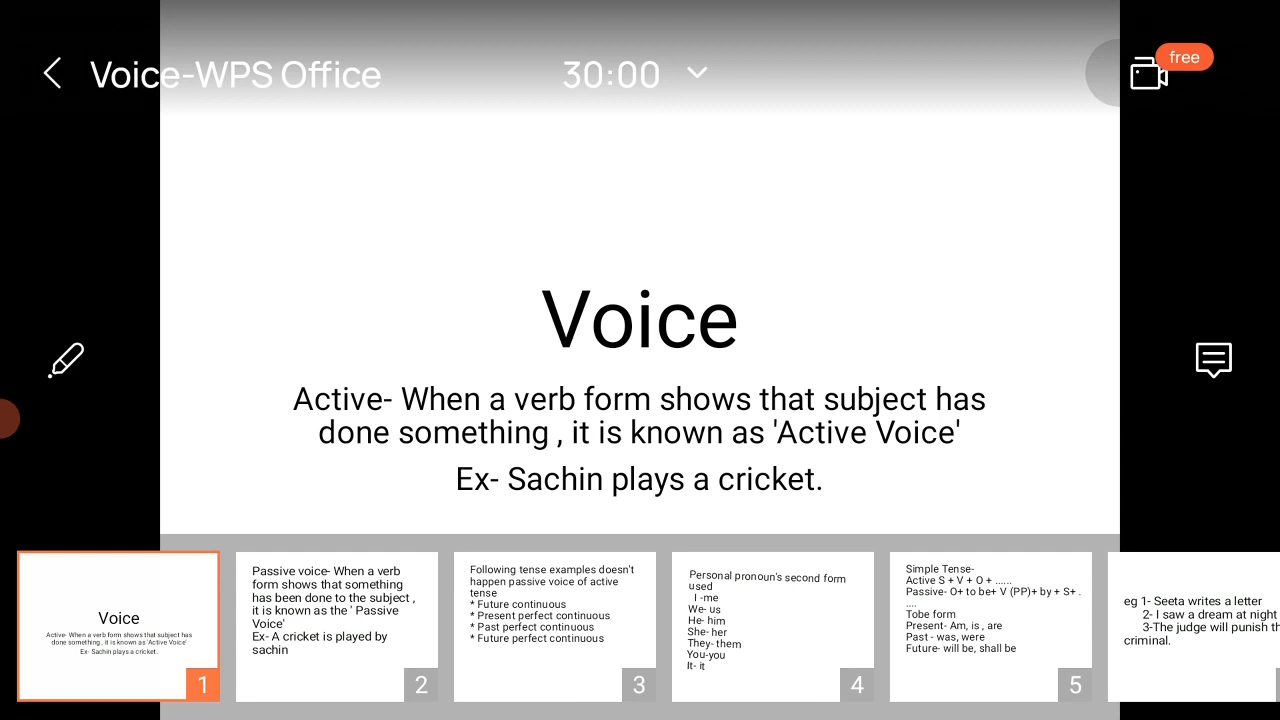 Voice-WPS Office
30:00
free
Voice
Active- When a verb form shows that subject has
done something , it is known as 'Active Voice'
Ex- Sachin plays a cricket.
Voice
Active- When a verb form shows that subject has
done something , it is known as 'Active Voice'
Ex- Sachin plays a cricket.
1
Passive voice- When a verb
form shows that something
has been done to the subject ,
it is known as the ' Passive
Voice'
Ex- A cricket is played by
sachin
2
Following tense examples doesn't
happen passive voice of active
tense
* Future continuous
* Present perfect continuous
* Past perfect continuous
* Future perfect continuous
3
Personal pronoun's second form
used
I -me
We- us
He- him
She- her
They- them
You-you
It- it
4
Simple Tense-
Active S + V + O + ......
Passive- O+ to be+ V (PP)+ by + S+ .
....
Tobe form
Present- Am, is , are
Past - was, were
Future- will be, shall be
5
eg 1- Seeta writes a letter
2- I saw a dream at night
3-The judge will punish th
criminal.